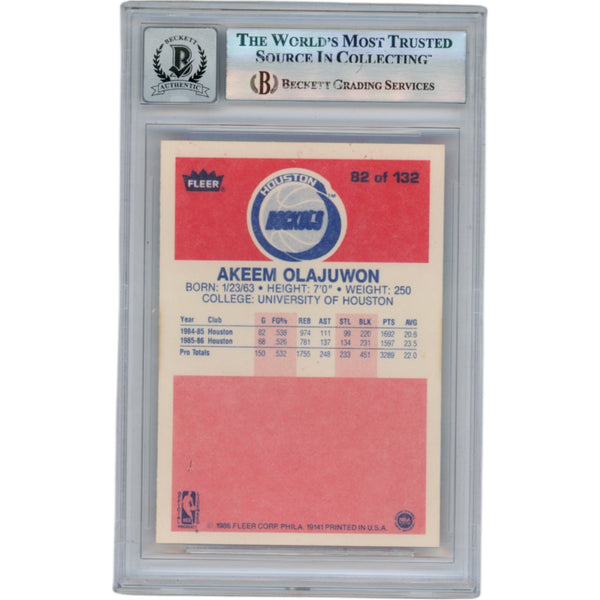 BECKETT
B
AUTHENTIC
THE WORLD'S MOST TRUSTED
SOURCE IN COLLECTING™
B BECKETT GRADING SERVICES
FLEER
HOUSTON
ROCKETS
82 of 132
AKEEM OLAJUWON
BORN: 1/23/63 • HEIGHT: 7'0" • WEIGHT: 250
COLLEGE: UNIVERSITY OF HOUSTON
Year Club G FG% REB AST STL BLK PTS AVG
1984-85 Houston 82 .538 974 111 99 220 1692 20.6
1985-86 Houston 68 .526 781 137 134 231 1597 23.5
Pro Totals 150 .532 1755 248 233 451 3289 22.0
© 1986 FLEER CORP. PHILA. 19141 PRINTED IN U.S.A.